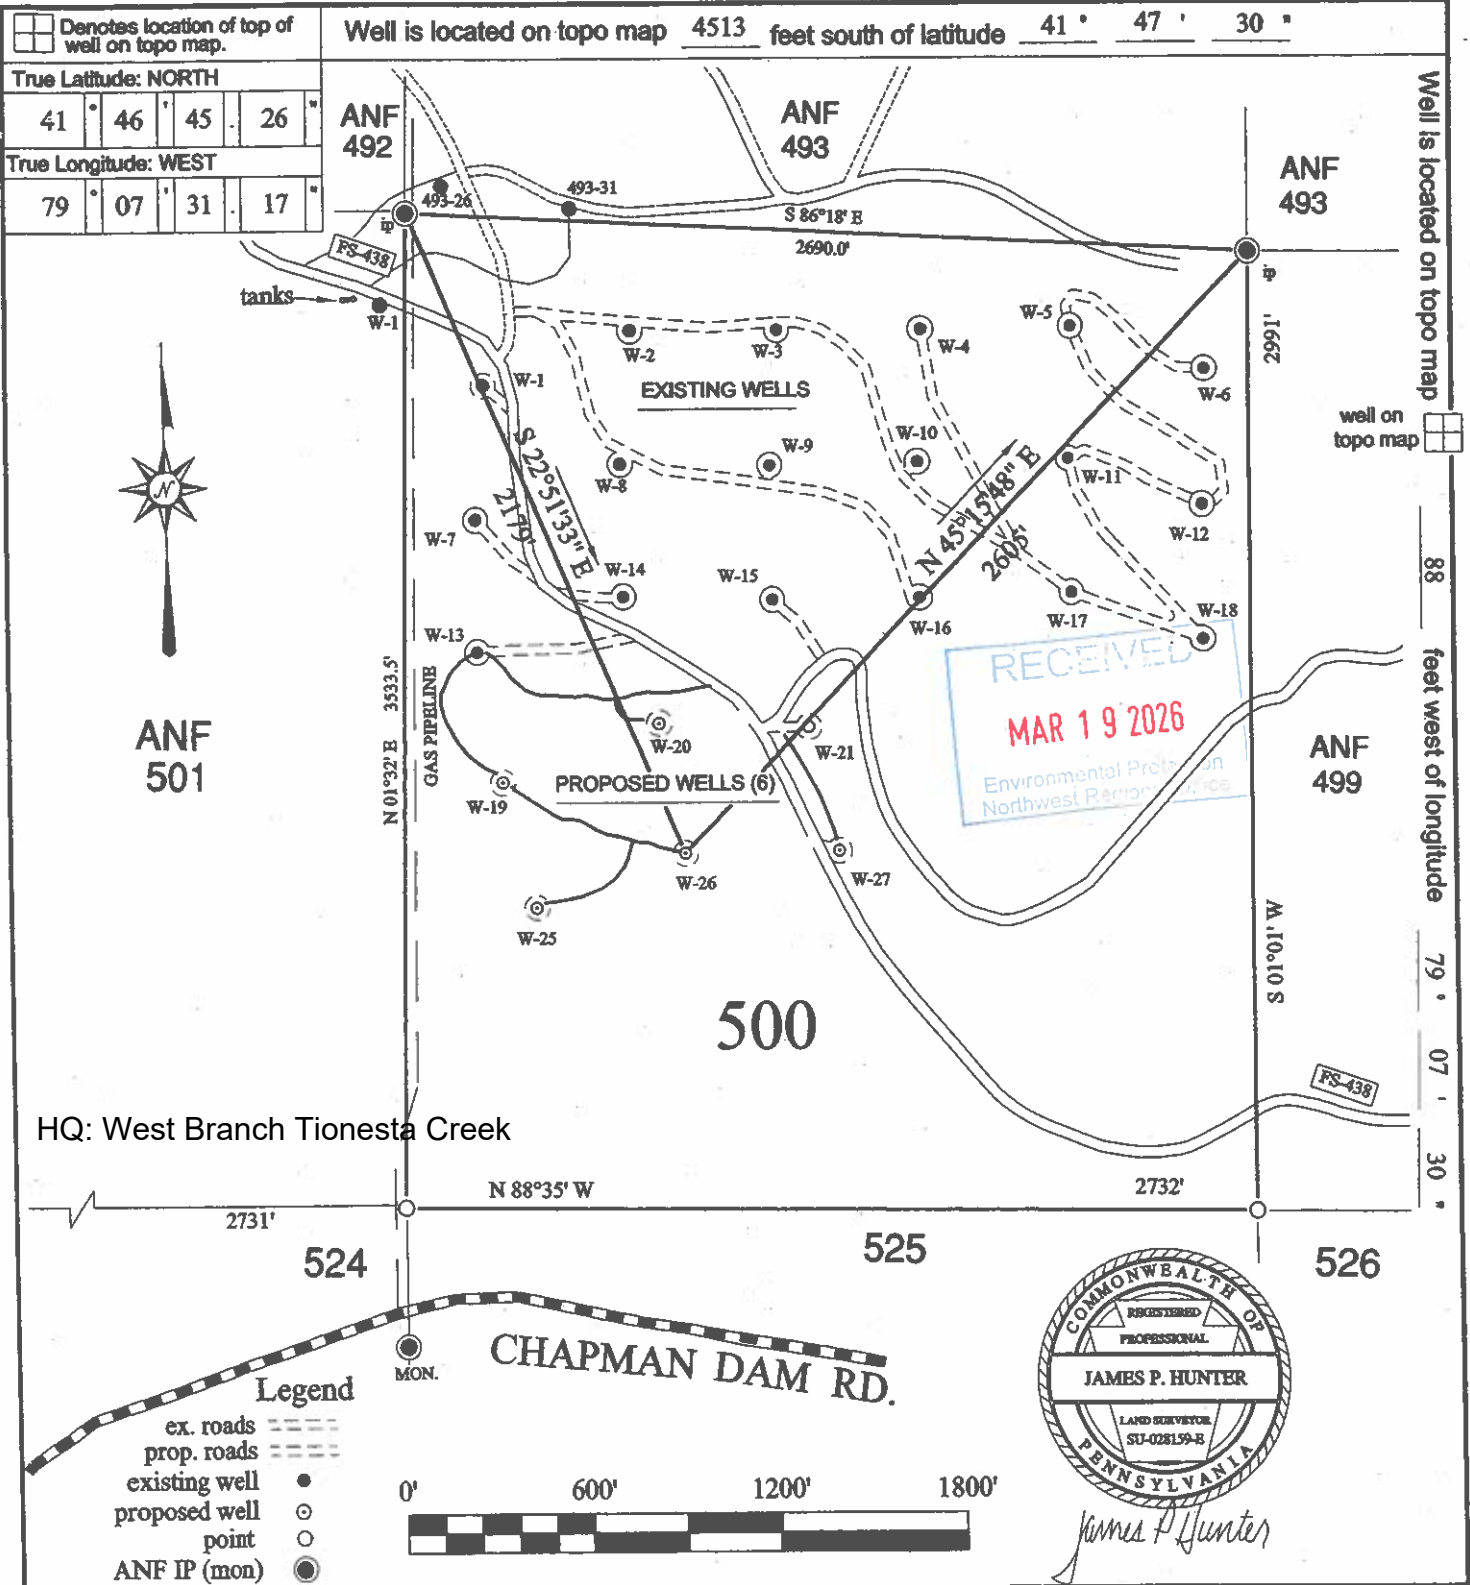 Denotes location of top of
well on topo map.
Well is located on topo map 4513 feet south of latitude 41 ° 47 ' 30 "
True Latitude: NORTH
41 ° 46 ' 45 . 26 "
True Longitude: WEST
79 ° 07 ' 31 . 17 "
Well is located on topo map 88 feet west of longitude 79 ° 07 ' 30 "
well on
topo map
ANF
492
ANF
493
ANF
493
493-26
493-31
ip
S 86°18' E
2690.0'
ip
FS-438
tanks
W-1
W-2
W-3
W-4
W-5
W-6
2991'
W-1
EXISTING WELLS
W-8
W-9
W-10
W-11
W-12
S 22°51'33" E
2179'
N 45°15'48" E
2605'
N
W-7
W-14
W-15
W-16
W-17
W-18
W-13
RECEIVED
MAR 19 2026
Environmental Protection
Northwest Regional Office
N 01°32' E 3533.5'
GAS PIPELINE
ANF
501
W-20
W-21
ANF
499
PROPOSED WELLS (6)
W-19
W-26
W-27
W-25
S 01°01' W
500
FS-438
HQ: West Branch Tionesta Creek
N 88°35' W
2732'
2731'
524
525
526
CHAPMAN DAM RD.
MON.
Legend
ex. roads
prop. roads
existing well
proposed well
point
ANF IP (mon)
0' 600' 1200' 1800'
COMMONWEALTH OF
REGISTERED
PROFESSIONAL
JAMES P. HUNTER
LAND SURVEYOR
SU-028159-E
PENNSYLVANIA
James P Hunter